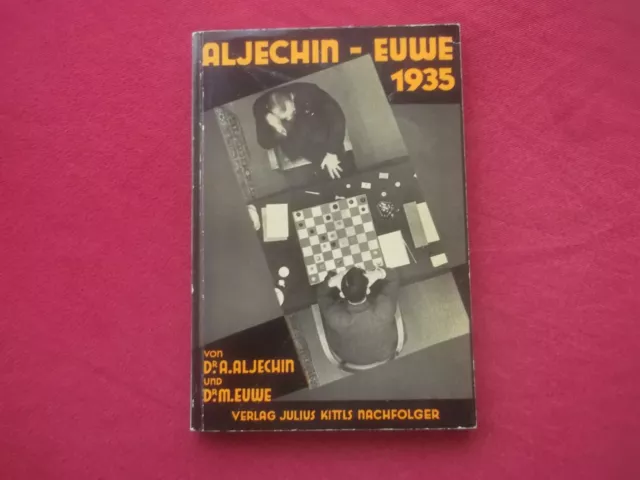 ALJECHIN - EUWE
1935
VON
DR. A. ALJECHIN
UND
DR. M. EUWE
VERLAG JULIUS KITTLS NACHFOLGER